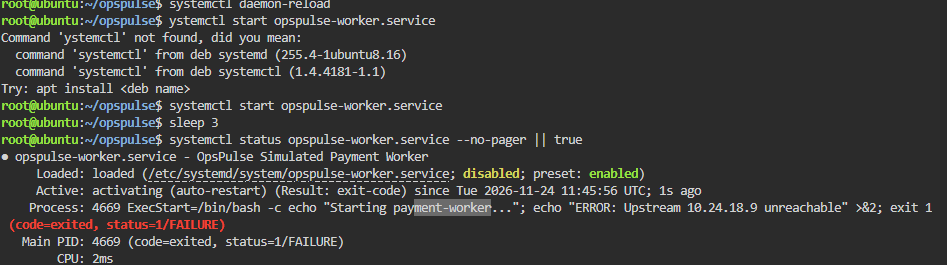 root@ubuntu:~/opspulse$ systemctl daemon-reload
root@ubuntu:~/opspulse$ ystemctl start opspulse-worker.service
Command 'ystemctl' not found, did you mean:
  command 'systemctl' from deb systemd (255.4-1ubuntu8.16)
  command 'systemctl' from deb systemctl (1.4.4181-1.1)
Try: apt install <deb name>
root@ubuntu:~/opspulse$ systemctl start opspulse-worker.service
root@ubuntu:~/opspulse$ sleep 3
root@ubuntu:~/opspulse$ systemctl status opspulse-worker.service --no-pager || true
● opspulse-worker.service - OpsPulse Simulated Payment Worker
     Loaded: loaded (/etc/systemd/system/opspulse-worker.service; disabled; preset: enabled)
     Active: activating (auto-restart) (Result: exit-code) since Tue 2026-11-24 11:45:56 UTC; 1s ago
    Process: 4669 ExecStart=/bin/bash -c echo "Starting payment-worker..."; echo "ERROR: Upstream 10.24.18.9 unreachable" >&2; exit 1
 (code=exited, status=1/FAILURE)
   Main PID: 4669 (code=exited, status=1/FAILURE)
        CPU: 2ms